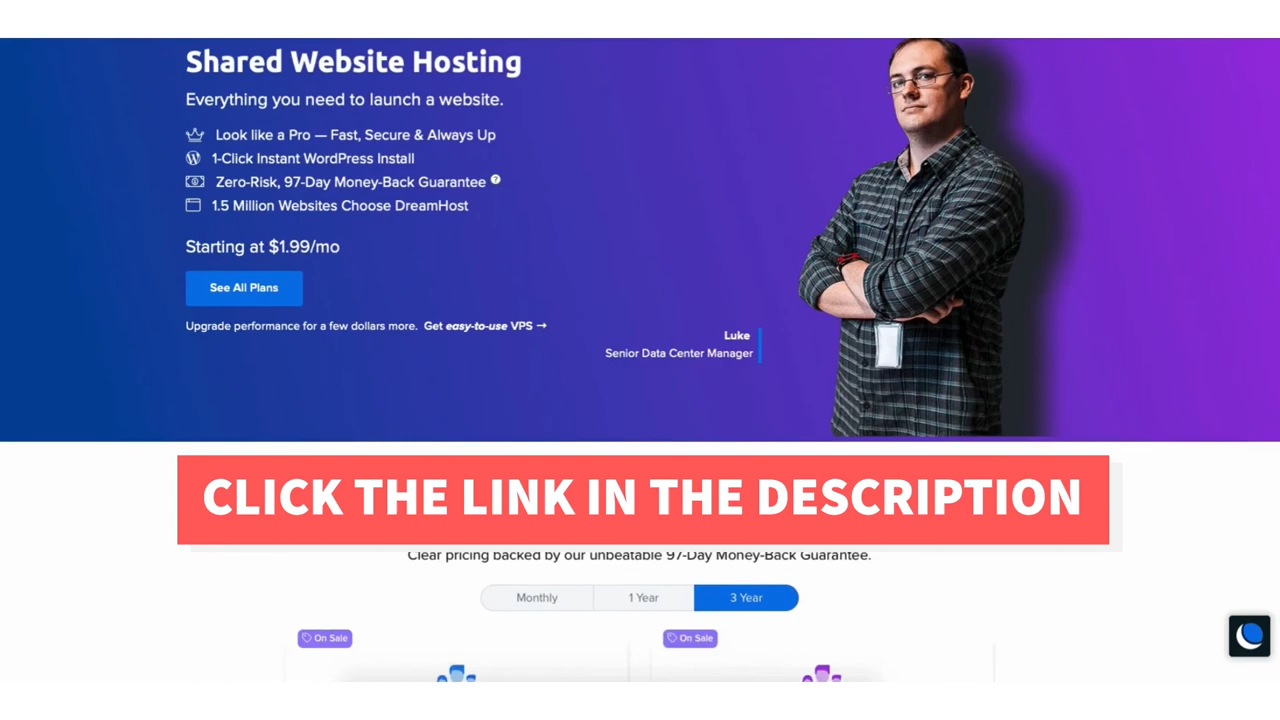 Shared Website Hosting
Everything you need to launch a website.
Look like a Pro — Fast, Secure & Always Up
1-Click Instant WordPress Install
Zero-Risk, 97-Day Money-Back Guarantee ?
1.5 Million Websites Choose DreamHost
Starting at $1.99/mo
See All Plans
Upgrade performance for a few dollars more. Get easy-to-use VPS →
Luke
Senior Data Center Manager
CLICK THE LINK IN THE DESCRIPTION
Clear pricing backed by our unbeatable 97-Day Money-Back Guarantee.
Monthly 1 Year 3 Year
On Sale On Sale